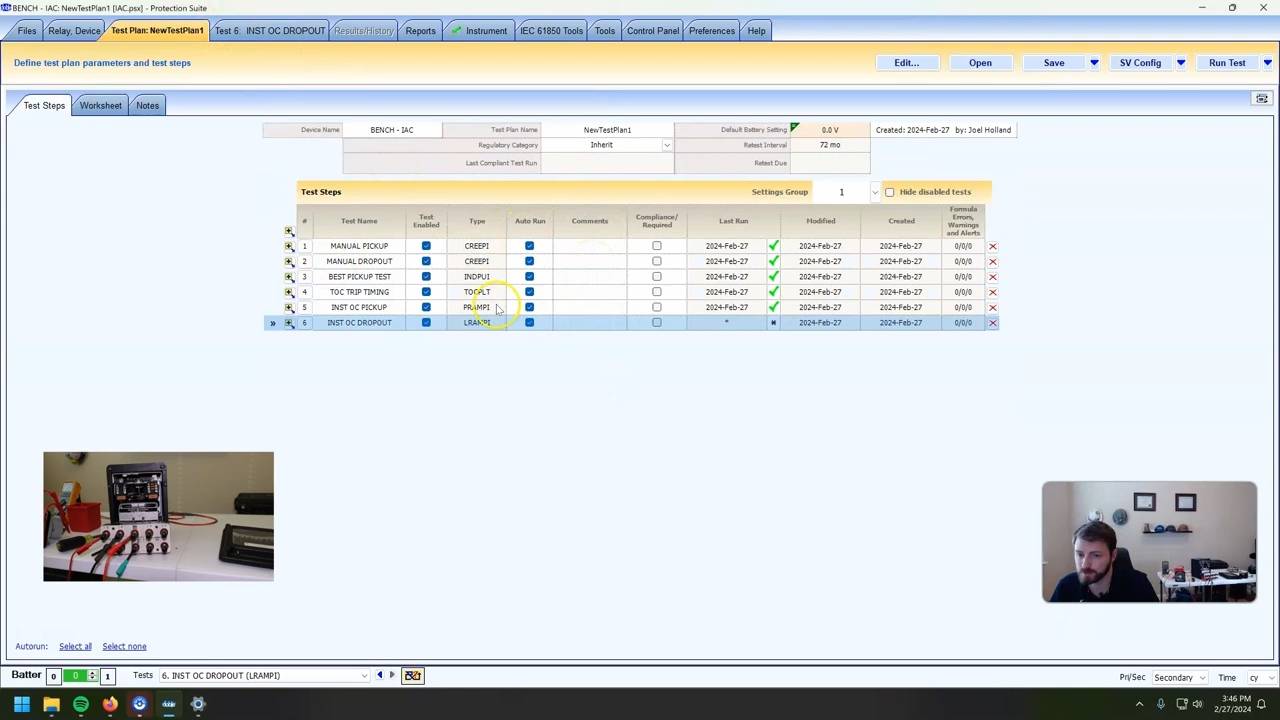 BENCH - IAC: NewTestPlan1 [IAC.psx] - Protection Suite
Files Relay, Device Test Plan: NewTestPlan1 Test 6: INST OC DROPOUT Results/History Reports Instrument IEC 61850 Tools Tools Control Panel Preferences Help
Define test plan parameters and test steps Edit... Open Save SV Config Run Test
Test Steps Worksheet Notes
Device Name BENCH - IAC Test Plan Name NewTestPlan1 Default Battery Setting 0.0 V Created: 2024-Feb-27 by: Joel Holland
Regulatory Category Inherit Retest Interval 72 mo
Last Compliant Test Run Retest Due
Test Steps Settings Group 1 Hide disabled tests
# Test Name Test Enabled Type Auto Run Comments Compliance/ Required Last Run Modified Created Formula Errors, Warnings and Alerts
1 MANUAL PICKUP CREEPI 2024-Feb-27 2024-Feb-27 2024-Feb-27 0/0/0
2 MANUAL DROPOUT CREEPI 2024-Feb-27 2024-Feb-27 2024-Feb-27 0/0/0
3 BEST PICKUP TEST INDPUI 2024-Feb-27 2024-Feb-27 2024-Feb-27 0/0/0
4 TOC TRIP TIMING TOCPLT 2024-Feb-27 2024-Feb-27 2024-Feb-27 0/0/0
5 INST OC PICKUP PRAMPI 2024-Feb-27 2024-Feb-27 2024-Feb-27 0/0/0
» 6 INST OC DROPOUT LRAMPI * 2024-Feb-27 2024-Feb-27 0/0/0
Autorun: Select all Select none
Batter 0 0 1 Tests 6. INST OC DROPOUT (LRAMPI) Pri/Sec Secondary Time cy
doble 3:46 PM
2/27/2024